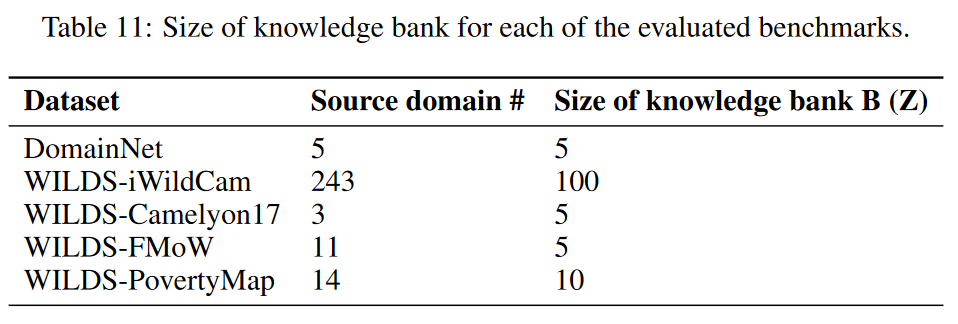 Table 11: Size of knowledge bank for each of the evaluated benchmarks.
Dataset Source domain # Size of knowledge bank B (Z)
DomainNet 5 5
WILDS-iWildCam 243 100
WILDS-Camelyon17 3 5
WILDS-FMoW 11 5
WILDS-PovertyMap 14 10